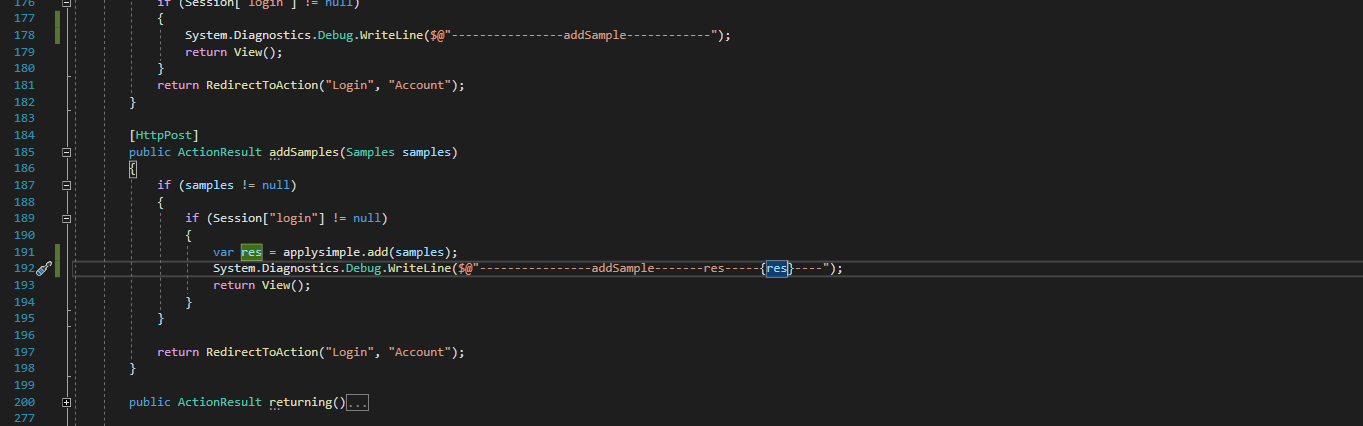 176 if (Session["login"] != null)
177 {
178 System.Diagnostics.Debug.WriteLine($@"----------------addSample------------");
179 return View();
180 }
181 return RedirectToAction("Login", "Account");
182 }
183
184 [HttpPost]
185 public ActionResult addSamples(Samples samples)
186 {
187 if (samples != null)
188 {
189 if (Session["login"] != null)
190 {
191 var res = applysimple.add(samples);
192 System.Diagnostics.Debug.WriteLine($@"----------------addSample-------res-----{res}----");
193 return View();
194 }
195 }
196
197 return RedirectToAction("Login", "Account");
198 }
199
200 public ActionResult returning()...
277